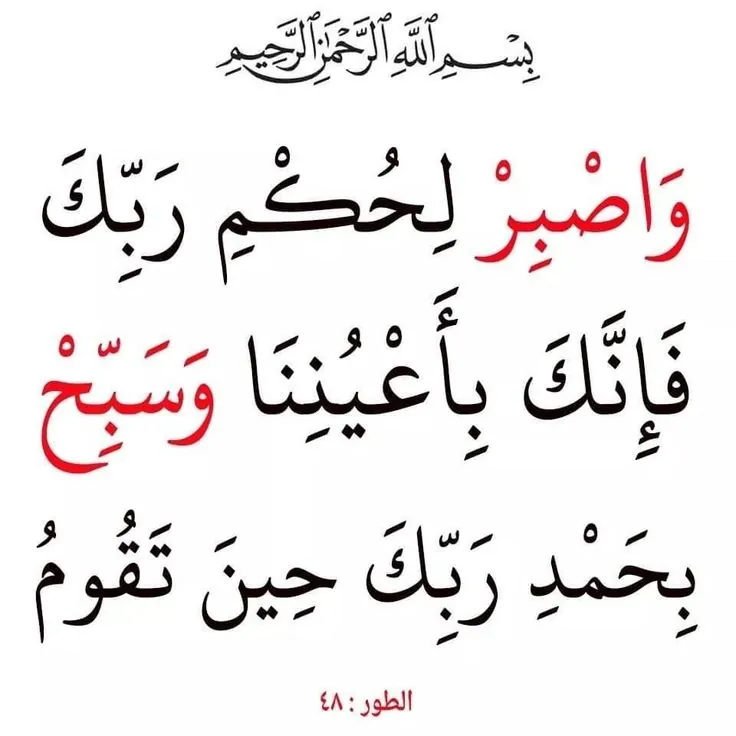 بِسْمِ ٱللَّهِ ٱلرَّحْمَٰنِ ٱلرَّحِيمِ
وَاصْبِرْ لِحُكْمِ رَبِّكَ
فَإِنَّكَ بِأَعْيُنِنَا وَسَبِّحْ
بِحَمْدِ رَبِّكَ حِينَ تَقُومُ
الطور : ٤٨